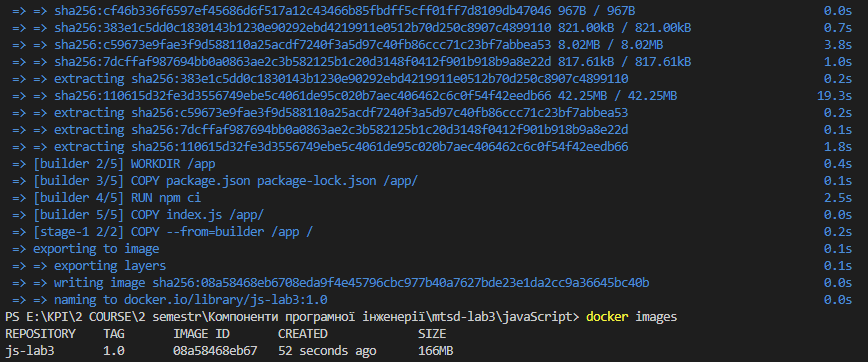 => => sha256:cf46b336f6597ef45686d6f517a12c43466b85fbdff5cff01ff7d8109db47046 967B / 967B 0.0s
=> => sha256:383e1c5dd0c1830143b1230e90292ebd4219911e0512b70d250c8907c4899110 821.00kB / 821.00kB 0.7s
=> => sha256:c59673e9fae3f9d588110a25acdf7240f3a5d97c40fb86ccc71c23bf7abbea53 8.02MB / 8.02MB 3.8s
=> => sha256:7dcffaf987694bb0a0863ae2c3b582125b1c20d3148f0412f901b918b9a8e22d 817.61kB / 817.61kB 1.0s
=> => extracting sha256:383e1c5dd0c1830143b1230e90292ebd4219911e0512b70d250c8907c4899110 0.2s
=> => sha256:110615d32fe3d3556749ebe5c4061de95c020b7aec406462c6c0f54f42eedb66 42.25MB / 42.25MB 19.3s
=> => extracting sha256:c59673e9fae3f9d588110a25acdf7240f3a5d97c40fb86ccc71c23bf7abbea53 0.2s
=> => extracting sha256:7dcffaf987694bb0a0863ae2c3b582125b1c20d3148f0412f901b918b9a8e22d 0.1s
=> => extracting sha256:110615d32fe3d3556749ebe5c4061de95c020b7aec406462c6c0f54f42eedb66 1.8s
=> [builder 2/5] WORKDIR /app 0.4s
=> [builder 3/5] COPY package.json package-lock.json /app/ 0.1s
=> [builder 4/5] RUN npm ci 2.5s
=> [builder 5/5] COPY index.js /app/ 0.0s
=> [stage-1 2/2] COPY --from=builder /app / 0.2s
=> exporting to image 0.1s
=> => exporting layers 0.1s
=> => writing image sha256:08a58468eb6708eda9f4e45796cbc977b40a7627bde23e1da2cc9a36645bc40b 0.0s
=> => naming to docker.io/library/js-lab3:1.0 0.0s
PS E:\KPI\2 COURSE\2 semestr\Компоненти програмної інженерії\mtsd-lab3\javaScript> docker images
REPOSITORY TAG IMAGE ID CREATED SIZE
js-lab3 1.0 08a58468eb67 52 seconds ago 166MB